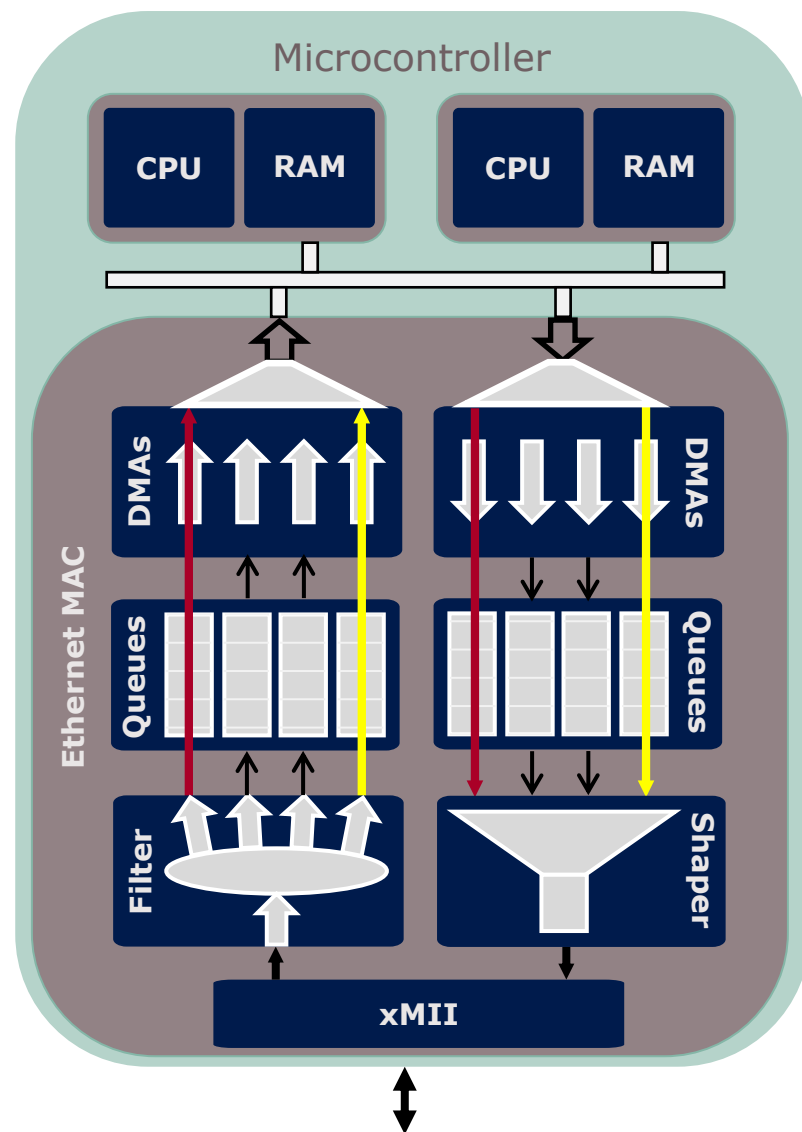 Microcontroller
CPU
RAM
CPU
RAM
Ethernet MAC
DMAs
DMAs
Queues
Queues
Filter
Shaper
xMII